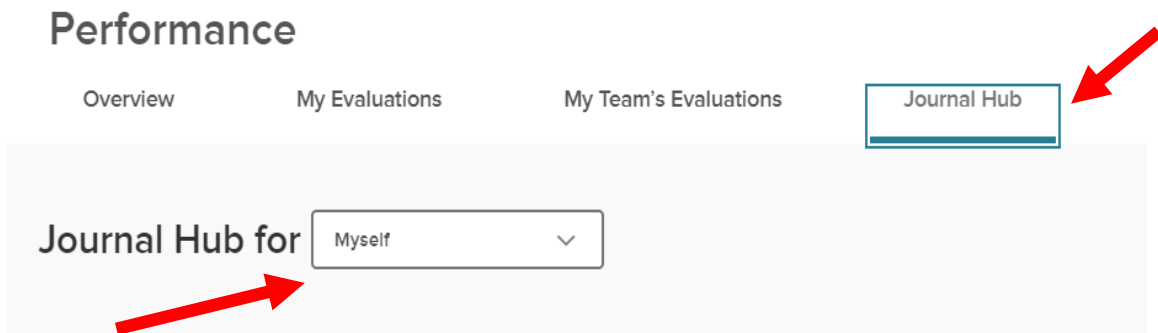 Performance
Overview My Evaluations My Team's Evaluations Journal Hub
Journal Hub for Myself